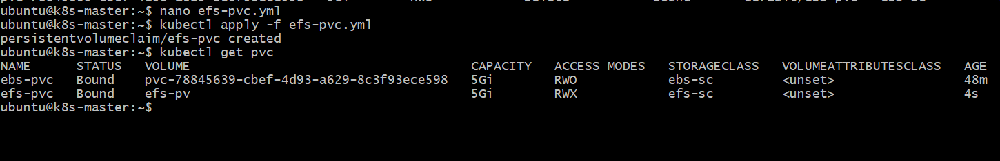 ubuntu@k8s-master:~$ nano efs-pvc.yml
ubuntu@k8s-master:~$ kubectl apply -f efs-pvc.yml
persistentvolumeclaim/efs-pvc created
ubuntu@k8s-master:~$ kubectl get pvc
NAME STATUS VOLUME CAPACITY ACCESS MODES STORAGECLASS VOLUMEATTRIBUTESCLASS AGE
ebs-pvc Bound pvc-78845639-cbef-4d93-a629-8c3f93ece598 5Gi RWO ebs-sc <unset> 48m
efs-pvc Bound efs-pv 5Gi RWX efs-sc <unset> 4s
ubuntu@k8s-master:~$